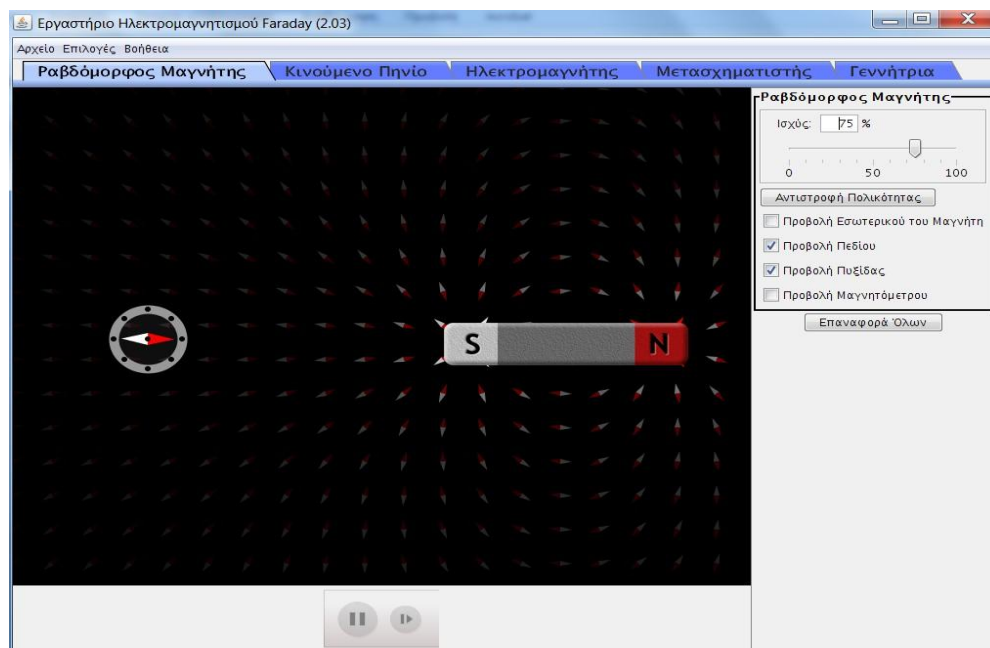 Εργαστήριο Ηλεκτρομαγνητισμού Faraday (2.03)
Αρχείο Επιλογές Βοήθεια
Ραβδόμορφος Μαγνήτης Κινούμενο Πηνίο Ηλεκτρομαγνήτης Μετασχηματιστής Γεννήτρια
Ραβδόμορφος Μαγνήτης
Ισχύς: 75 %
0 50 100
Αντιστροφή Πολικότητας
Προβολή Εσωτερικού του Μαγνήτη
Προβολή Πεδίου
Προβολή Πυξίδας
Προβολή Μαγνητόμετρου
Επαναφορά Όλων
S N